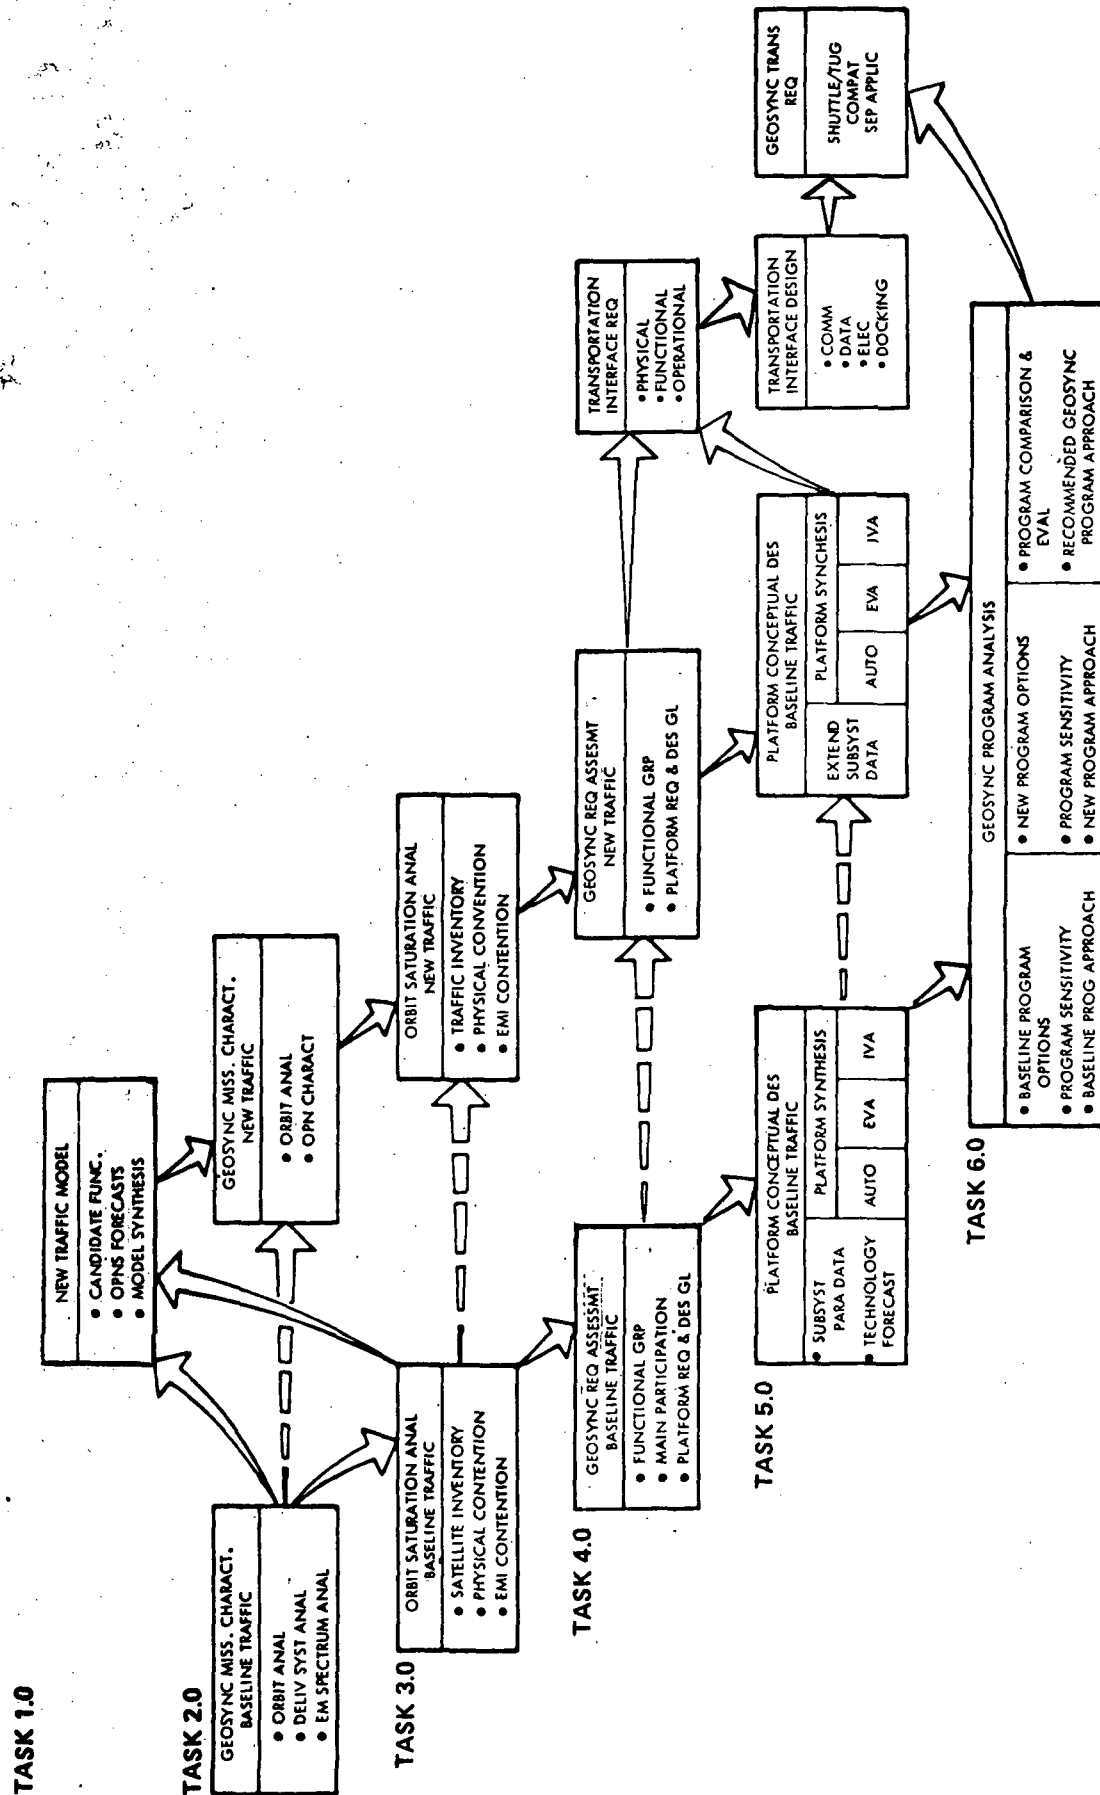 TASK 1.0
NEW TRAFFIC MODEL
• CANDIDATE FUNC.
• OPNS FORECASTS
• MODEL SYNTHESIS
TASK 2.0
GEOSYNC MISS. CHARACT.
BASELINE TRAFFIC
• ORBIT ANAL
• DELIV SYST ANAL
• EM SPECTRUM ANAL
GEOSYNC MISS. CHARACT.
NEW TRAFFIC
• ORBIT ANAL
• OPN CHARACT
TASK 3.0
ORBIT SATURATION ANAL
BASELINE TRAFFIC
• SATELLITE INVENTORY
• PHYSICAL CONTENTION
• EMI CONTENTION
ORBIT SATURATION ANAL
NEW TRAFFIC
• TRAFFIC INVENTORY
• PHYSICAL CONVENTION
• EMI CONTENTION
TASK 4.0
GEOSYNC REQ ASSESSMT
BASELINE TRAFFIC
• FUNCTIONAL GRP
• MAIN PARTICIPATION
• PLATFORM REQ & DES GL
GEOSYNC REQ ASSESMT
NEW TRAFFIC
• FUNCTIONAL GRP
• PLATFORM REQ & DES GL
TRANSPORTATION
INTERFACE REQ
• PHYSICAL
• FUNCTIONAL
• OPERATIONAL
TASK 5.0
PLATFORM CONCEPTUAL DES
BASELINE TRAFFIC
• SUBSYST
PARA DATA
• TECHNOLOGY
FORECAST
PLATFORM SYNTHESIS
AUTO
EVA
IVA
PLATFORM CONCEPTUAL DES
BASELINE TRAFFIC
EXTEND
SUBSYST
DATA
PLATFORM SYNCHESIS
AUTO
EVA
IVA
TRANSPORTATION
INTERFACE DESIGN
• COMM
• DATA
• ELEC
• DOCKING
GEOSYNC TRANS
REQ
SHUTTLE/TUG
COMPAT
SEP APPLIC
TASK 6.0
GEOSYNC PROGRAM ANALYSIS
• BASELINE PROGRAM
OPTIONS
• PROGRAM SENSITIVITY
• BASELINE PROG APPROACH
• NEW PROGRAM OPTIONS
• PROGRAM SENSITIVITY
• NEW PROGRAM APPROACH
• PROGRAM COMPARISON &
EVAL
• RECOMMENDED GEOSYNC
PROGRAM APPROACH